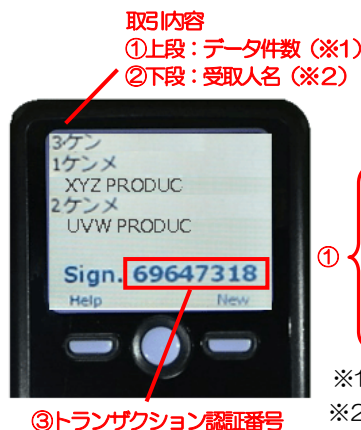 取引内容
①上段：データ件数（※1）
②下段：受取人名（※2）
3ケン
1ケンメ
XYZ PRODUC
2ケンメ
UVW PRODUC
Sign. 69647318
Help New
①
※1
※2
③トランザクション認証番号